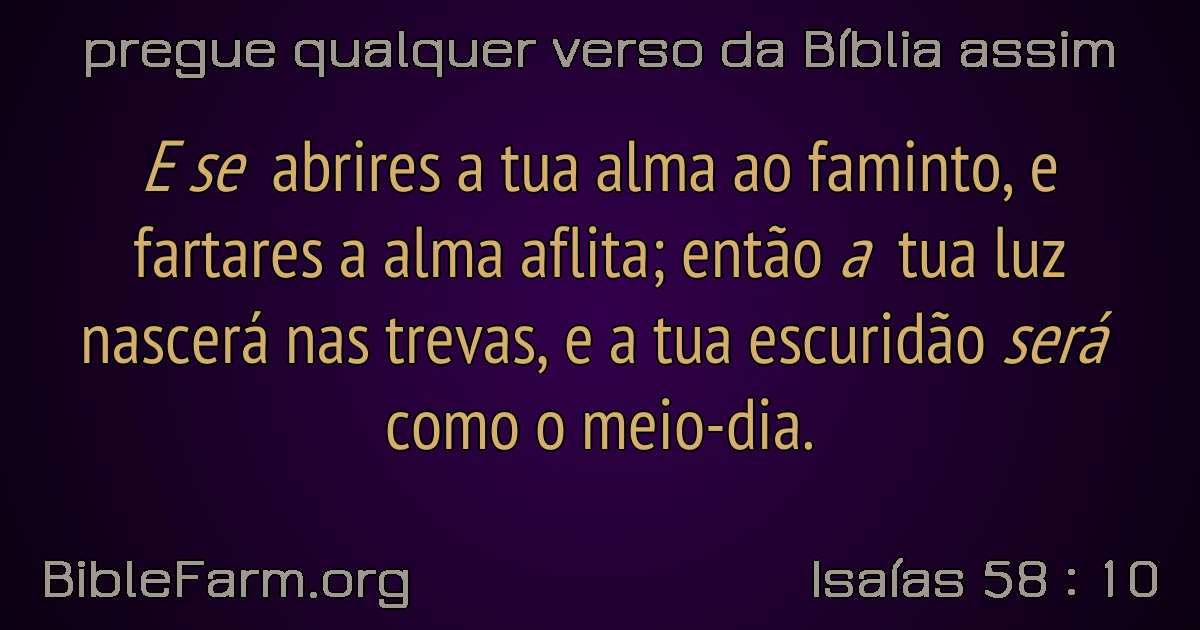 pregue qualquer verso da Bíblia assim
E se abrires a tua alma ao faminto, e
fartares a alma aflita; então a tua luz
nascerá nas trevas, e a tua escuridão será
como o meio-dia.
BibleFarm.org
Isaías 58 : 10